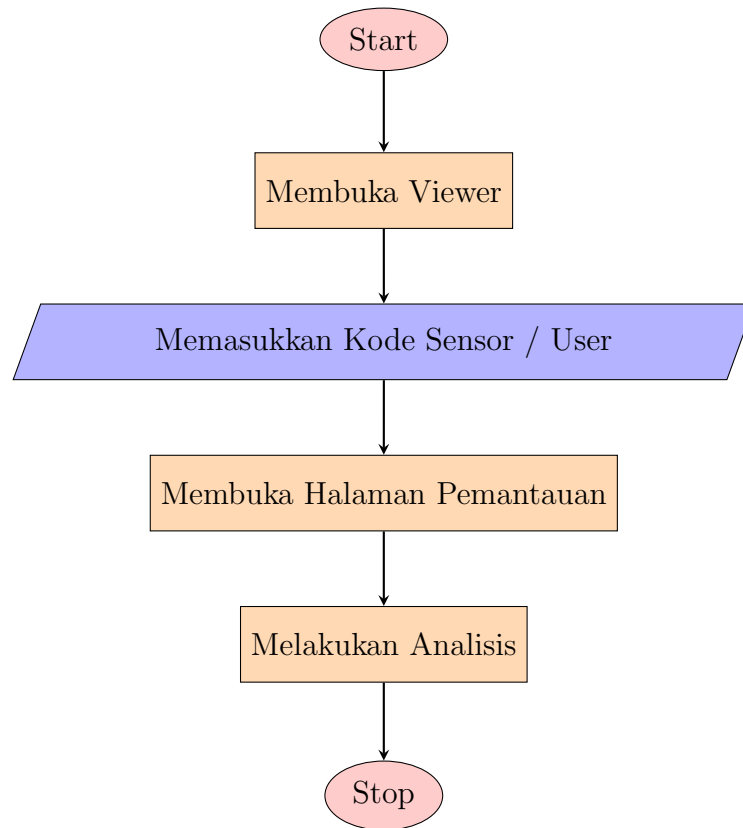 Start
Membuka Viewer
Memasukkan Kode Sensor / User
Membuka Halaman Pemantauan
Melakukan Analisis
Stop